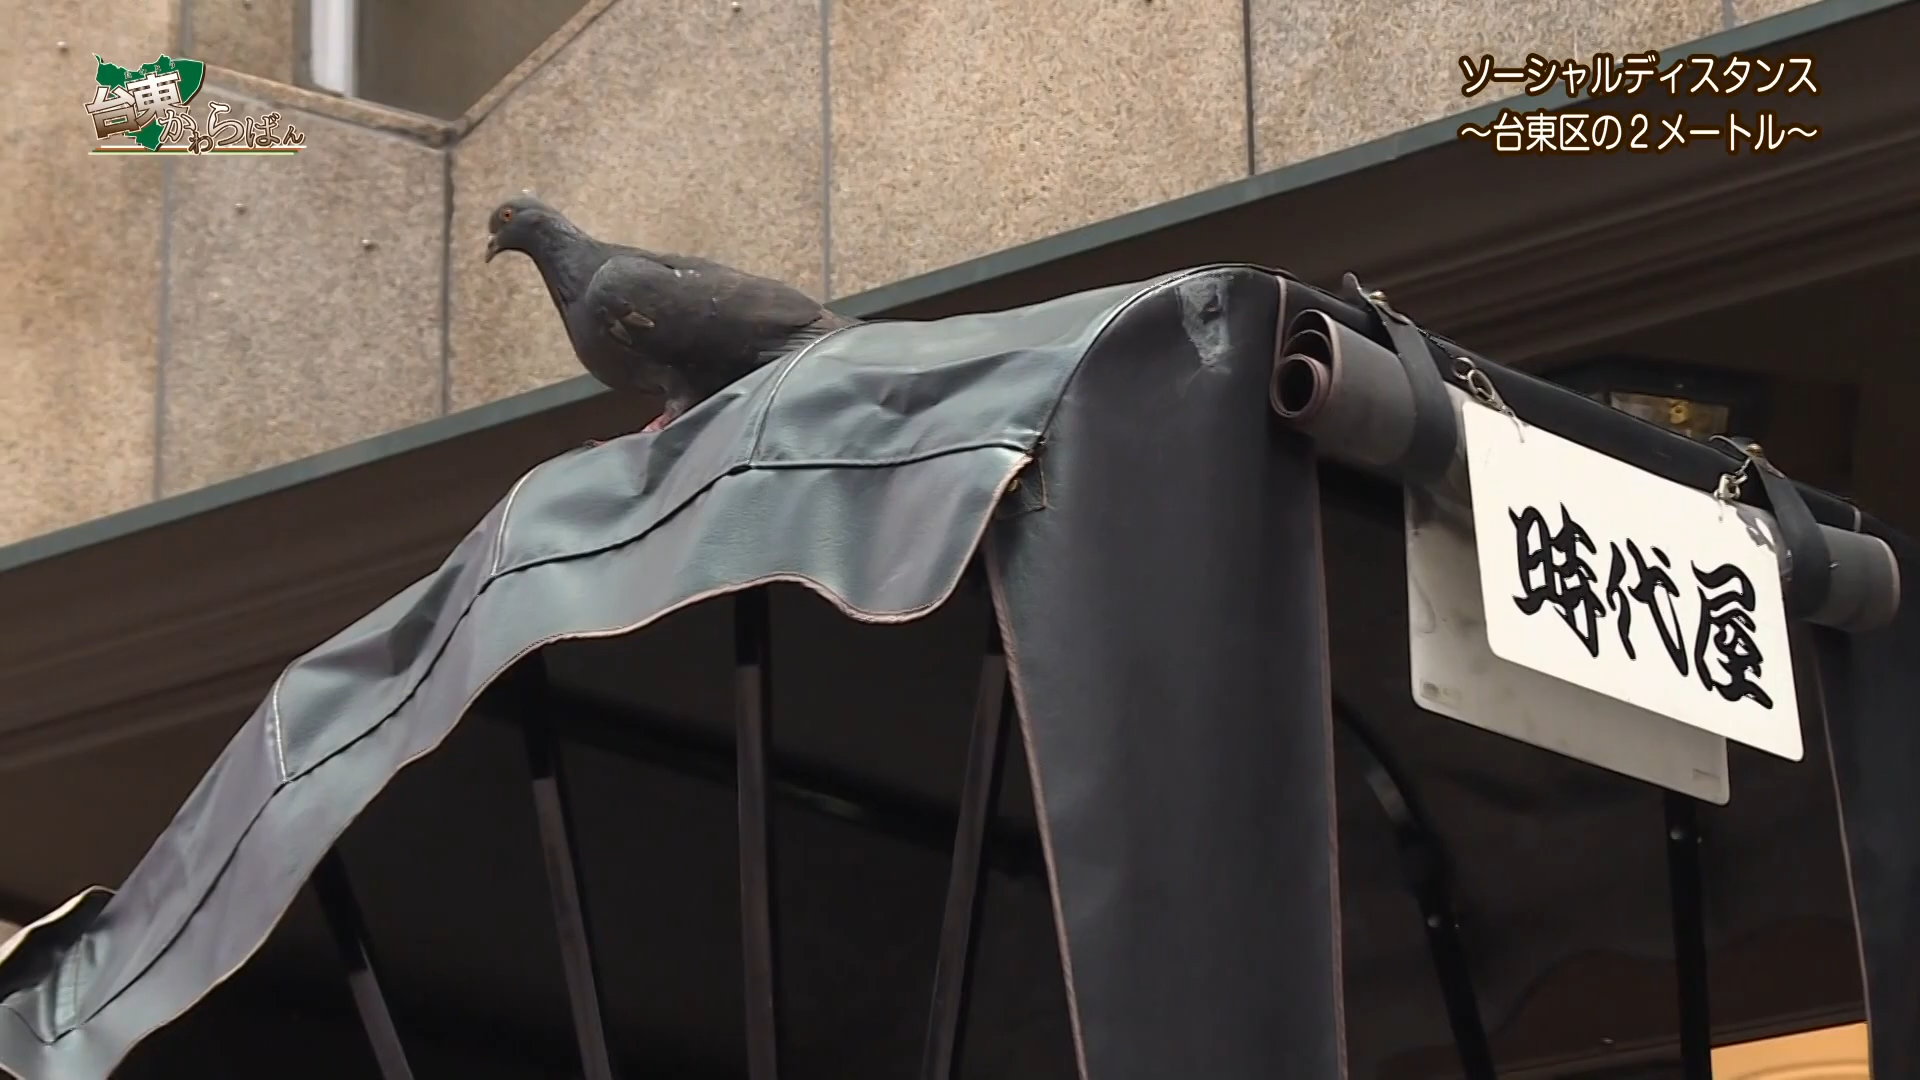 台東かわらばん
ソーシャルディスタンス
～台東区の２メートル～
時代屋